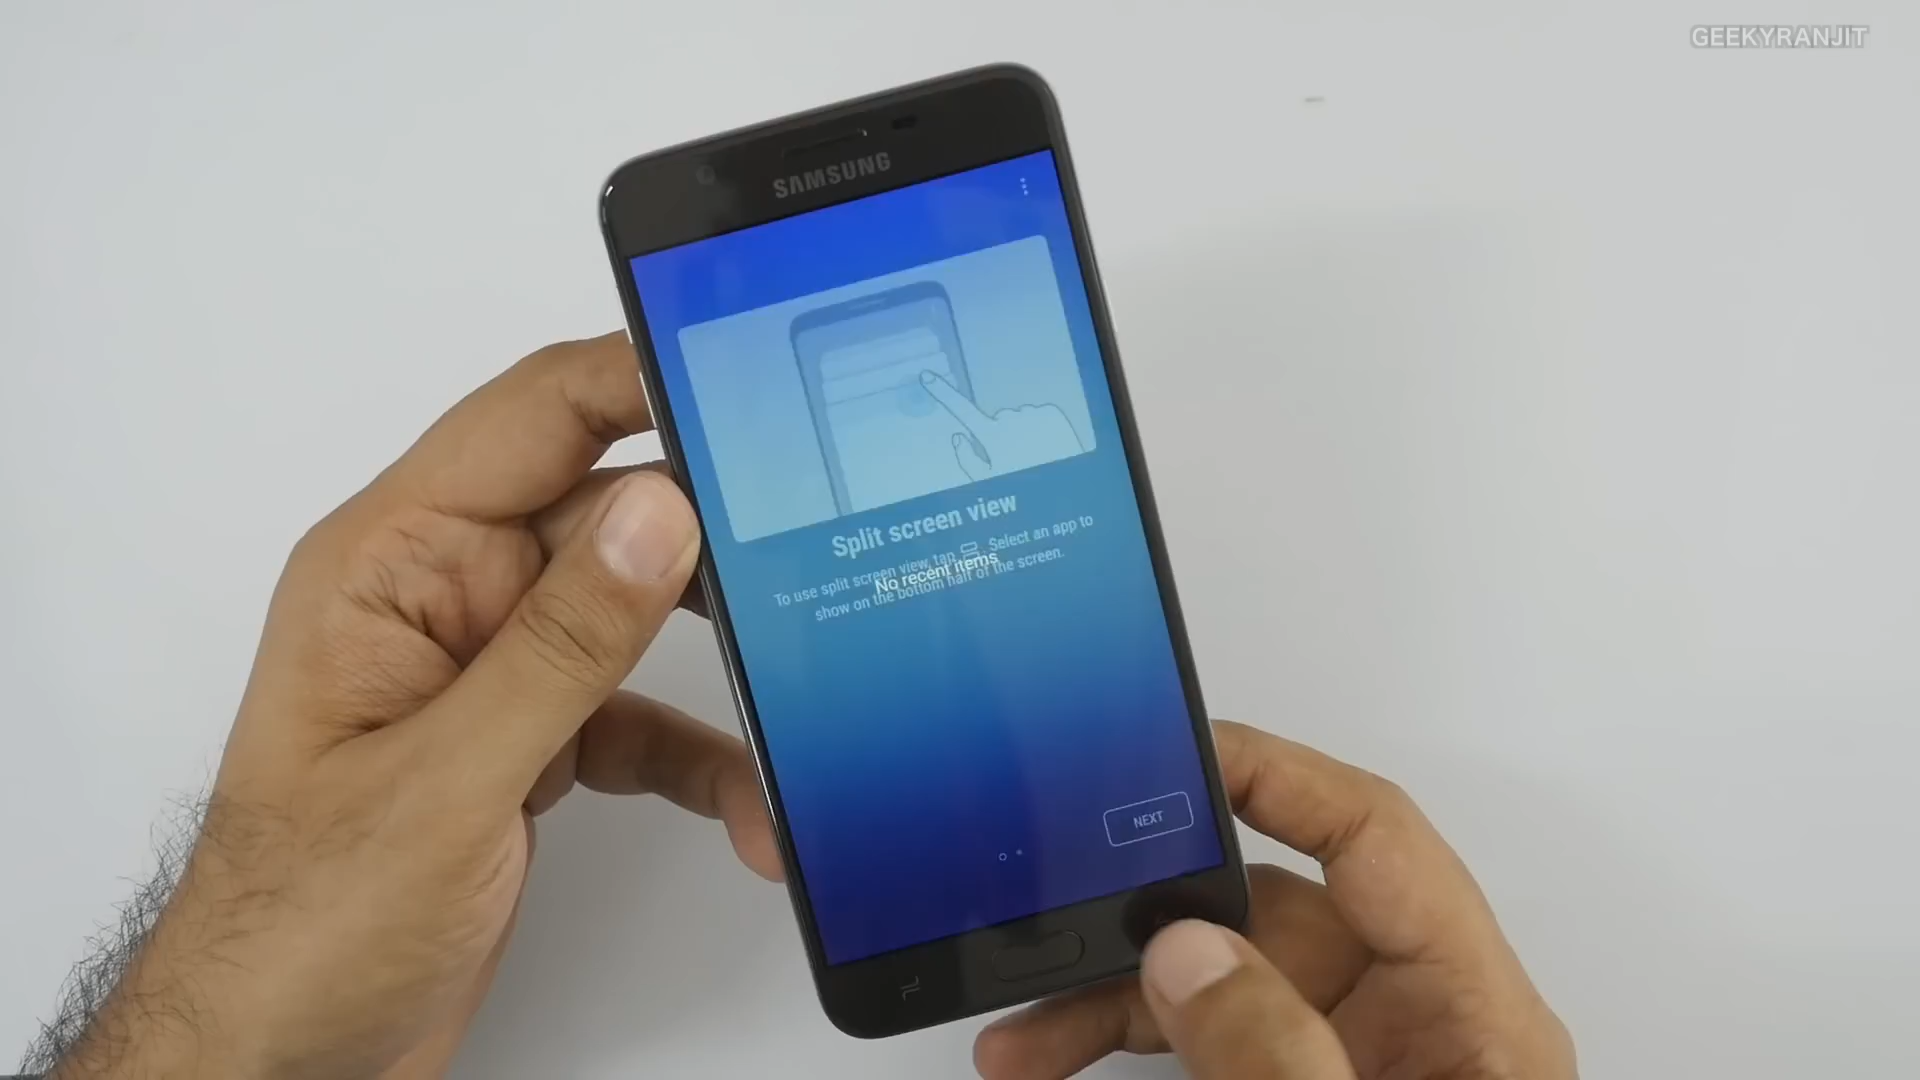 GEEKYRANJIT
SAMSUNG
Split screen view
To use split screen view, tap . Select an app to
No recent items
show on the bottom half of the screen.
NEXT